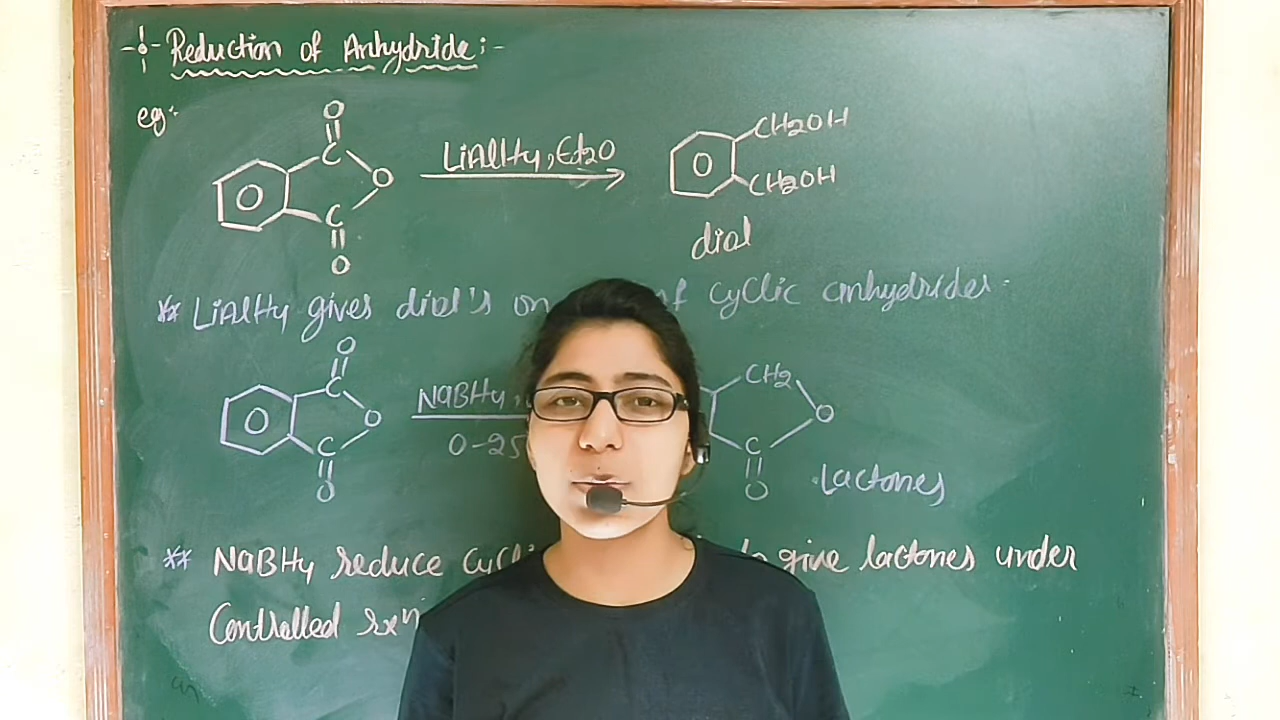 Reduction of Anhydride :-
eg:-
O
C
O
C
O
LiAlH4, Et2O
CH2OH
CH2OH
diol
** LiAlH4 gives diol's on of cyclic anhydrides.
O
C
O
C
O
NaBH4,
0-25
CH2
O
C
O
Lactones
** NaBH4 reduce to give lactones under
Controlled rxn